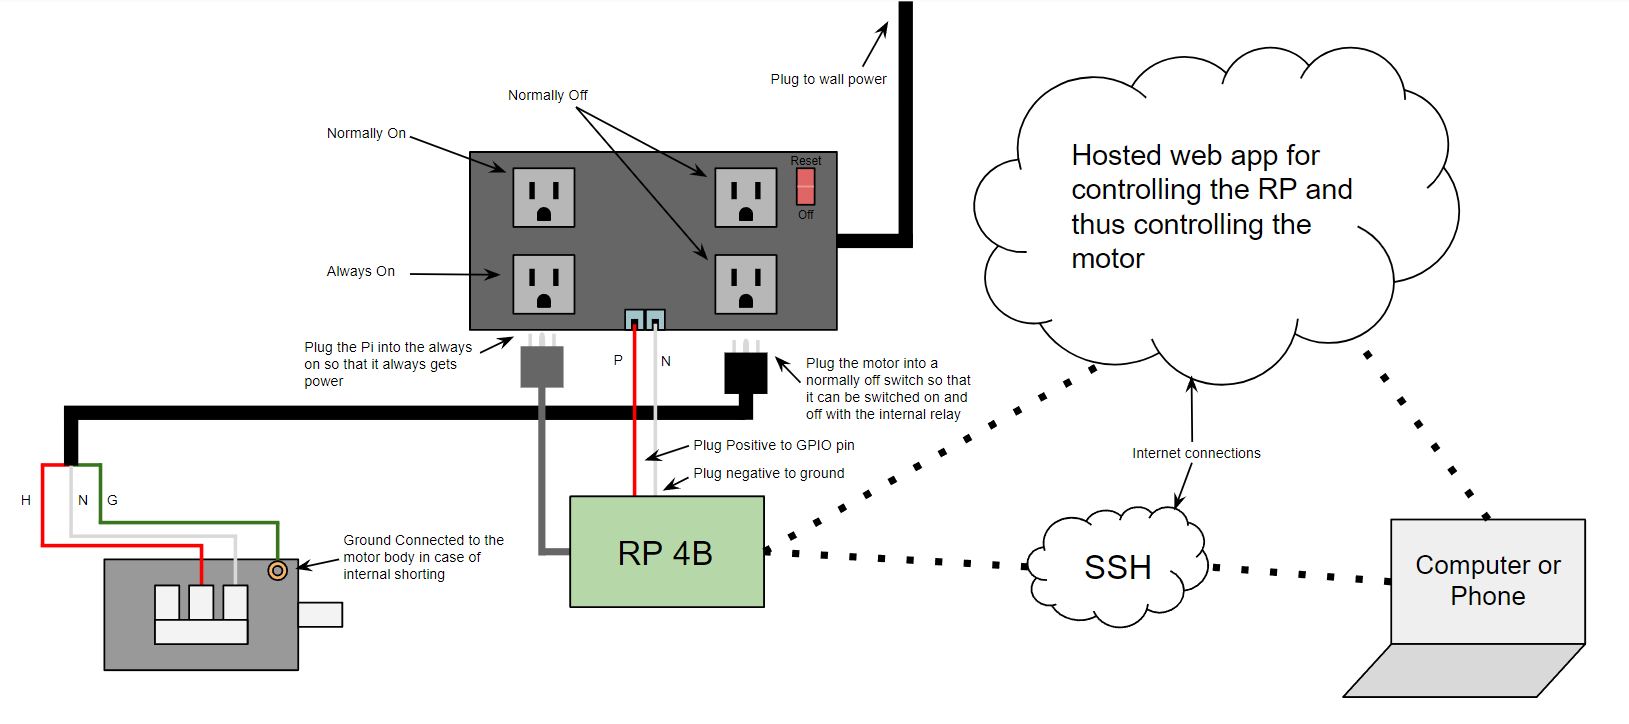 Plug to wall power
Normally Off
Normally On
Reset
Off
Always On
Hosted web app for
controlling the RP and
thus controlling the
motor
Plug the Pi into the always
on so that it always gets
power
P
N
Plug the motor into a
normally off switch so that
it can be switched on and
off with the internal relay
Plug Positive to GPIO pin
Plug negative to ground
Internet connections
H
N
G
Ground Connected to the
motor body in case of
internal shorting
RP 4B
SSH
Computer or
Phone